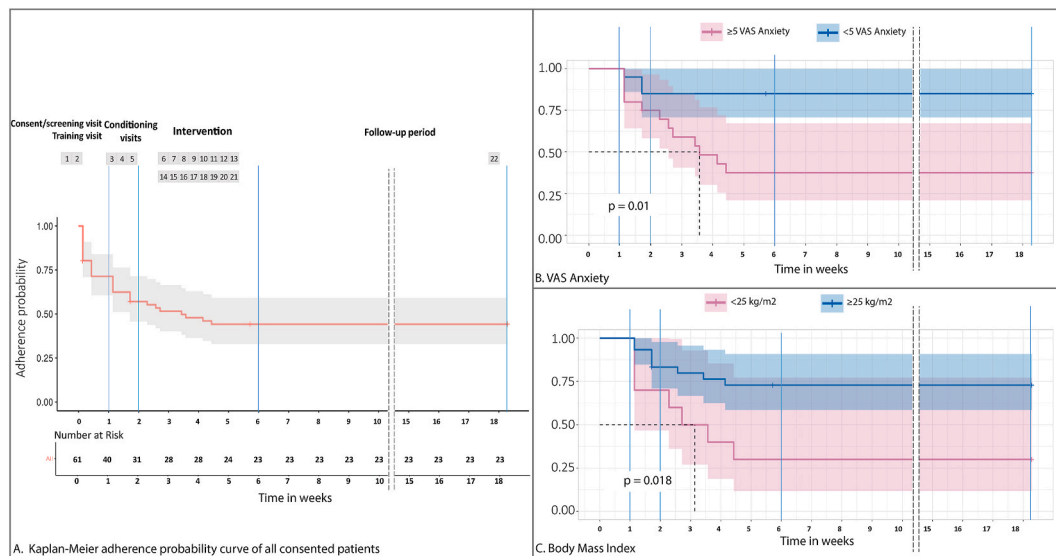 Consent/screening visit
Training visit
Conditioning
visits
Intervention
Follow-up period
1 2
3 4 5
6 7 8 9 10 11 12 13
14 15 16 17 18 19 20 21
22
Adherence probability
1.00
0.75
0.50
0.25
0.00
0 1 2 3 4 5 6 7 8 9 10 15 16 17 18
Number at Risk
All
61 40 31 28 28 24 23 23 23 23 23 23 23 23 23
0 1 2 3 4 5 6 7 8 9 10 15 16 17 18
Time in weeks
A. Kaplan-Meier adherence probability curve of all consented patients
≥5 VAS Anxiety
<5 VAS Anxiety
1.00
0.75
0.50
0.25
0.00
p = 0.01
0 1 2 3 4 5 6 7 8 9 10 15 16 17 18
Time in weeks
B. VAS Anxiety
<25 kg/m2
≥25 kg/m2
1.00
0.75
0.50
0.25
0.00
p = 0.018
0 1 2 3 4 5 6 7 8 9 10 15 16 17 18
Time in weeks
C. Body Mass Index